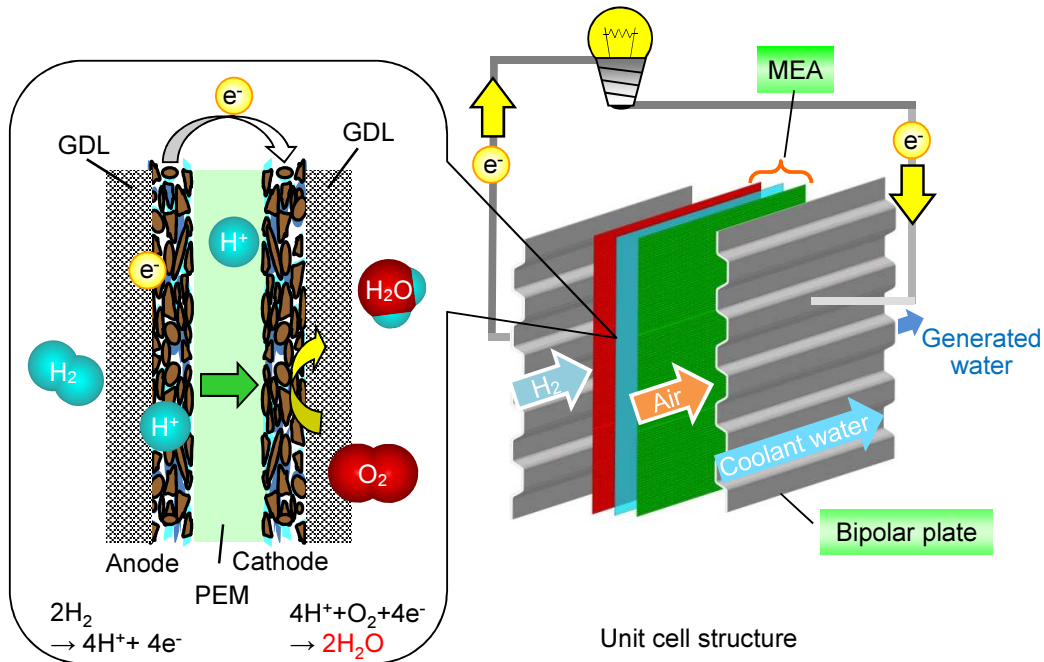 e⁻
GDL
GDL
H⁺
e⁻
H₂O
H₂
H⁺
O₂
Anode
Cathode
PEM
2H₂
→ 4H⁺+ 4e⁻
4H⁺+O₂+4e⁻
→ 2H₂O
MEA
e⁻
e⁻
Generated
water
H₂
Air
Coolant water
Bipolar plate
Unit cell structure